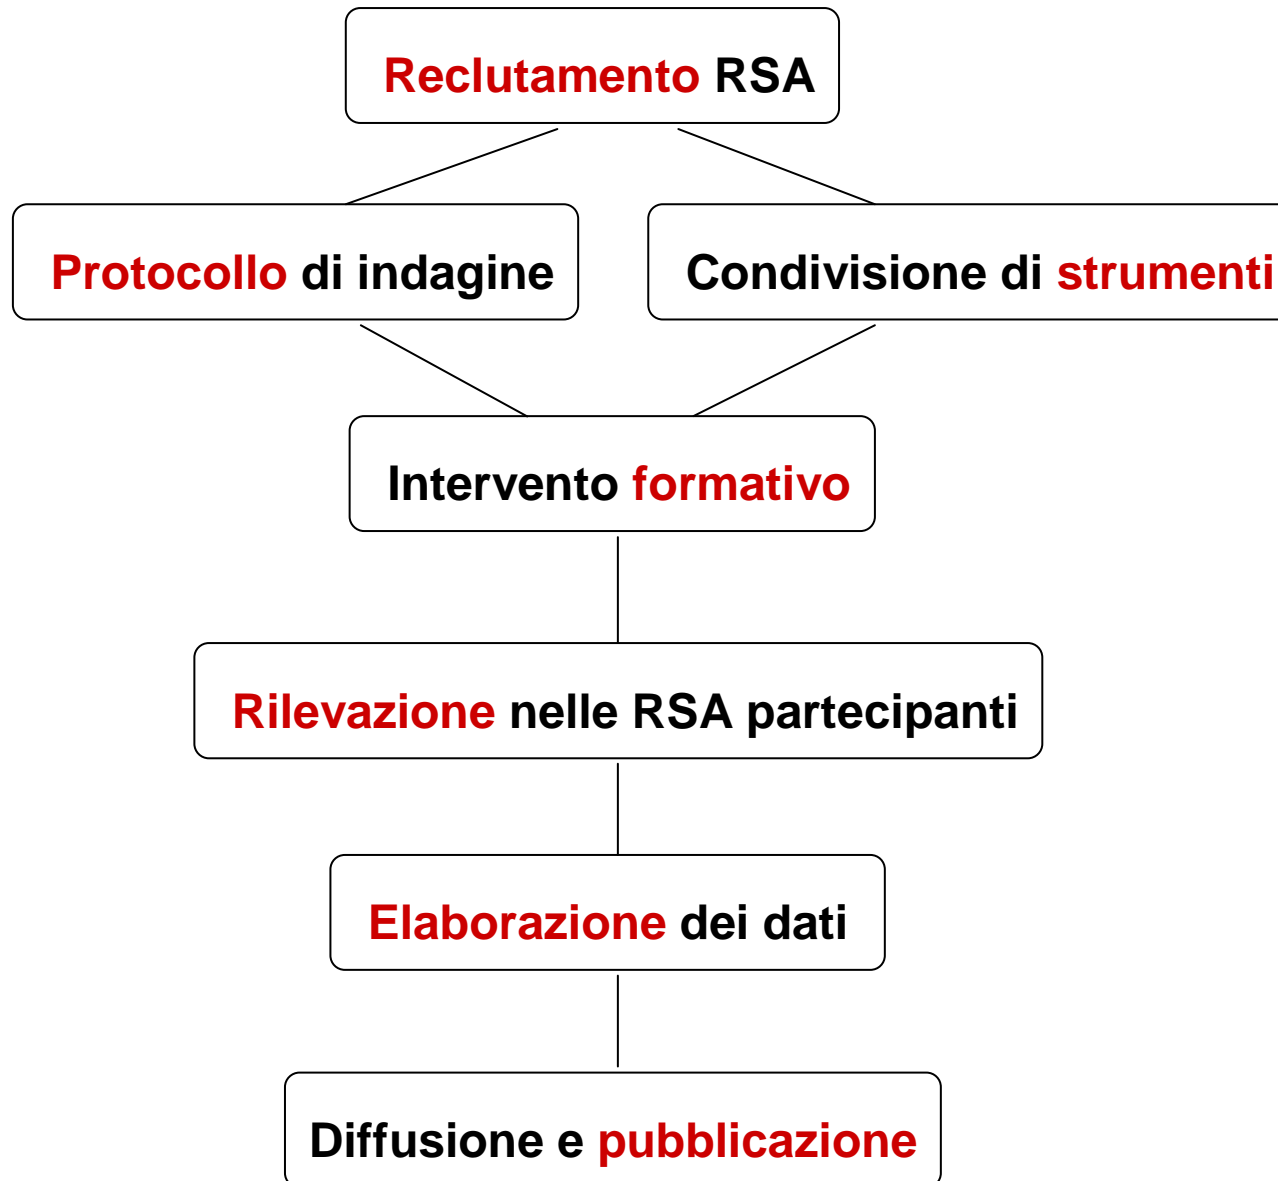 Reclutamento RSA
Protocollo di indagine
Condivisione di strumenti
Intervento formativo
Rilevazione nelle RSA partecipanti
Elaborazione dei dati
Diffusione e pubblicazione